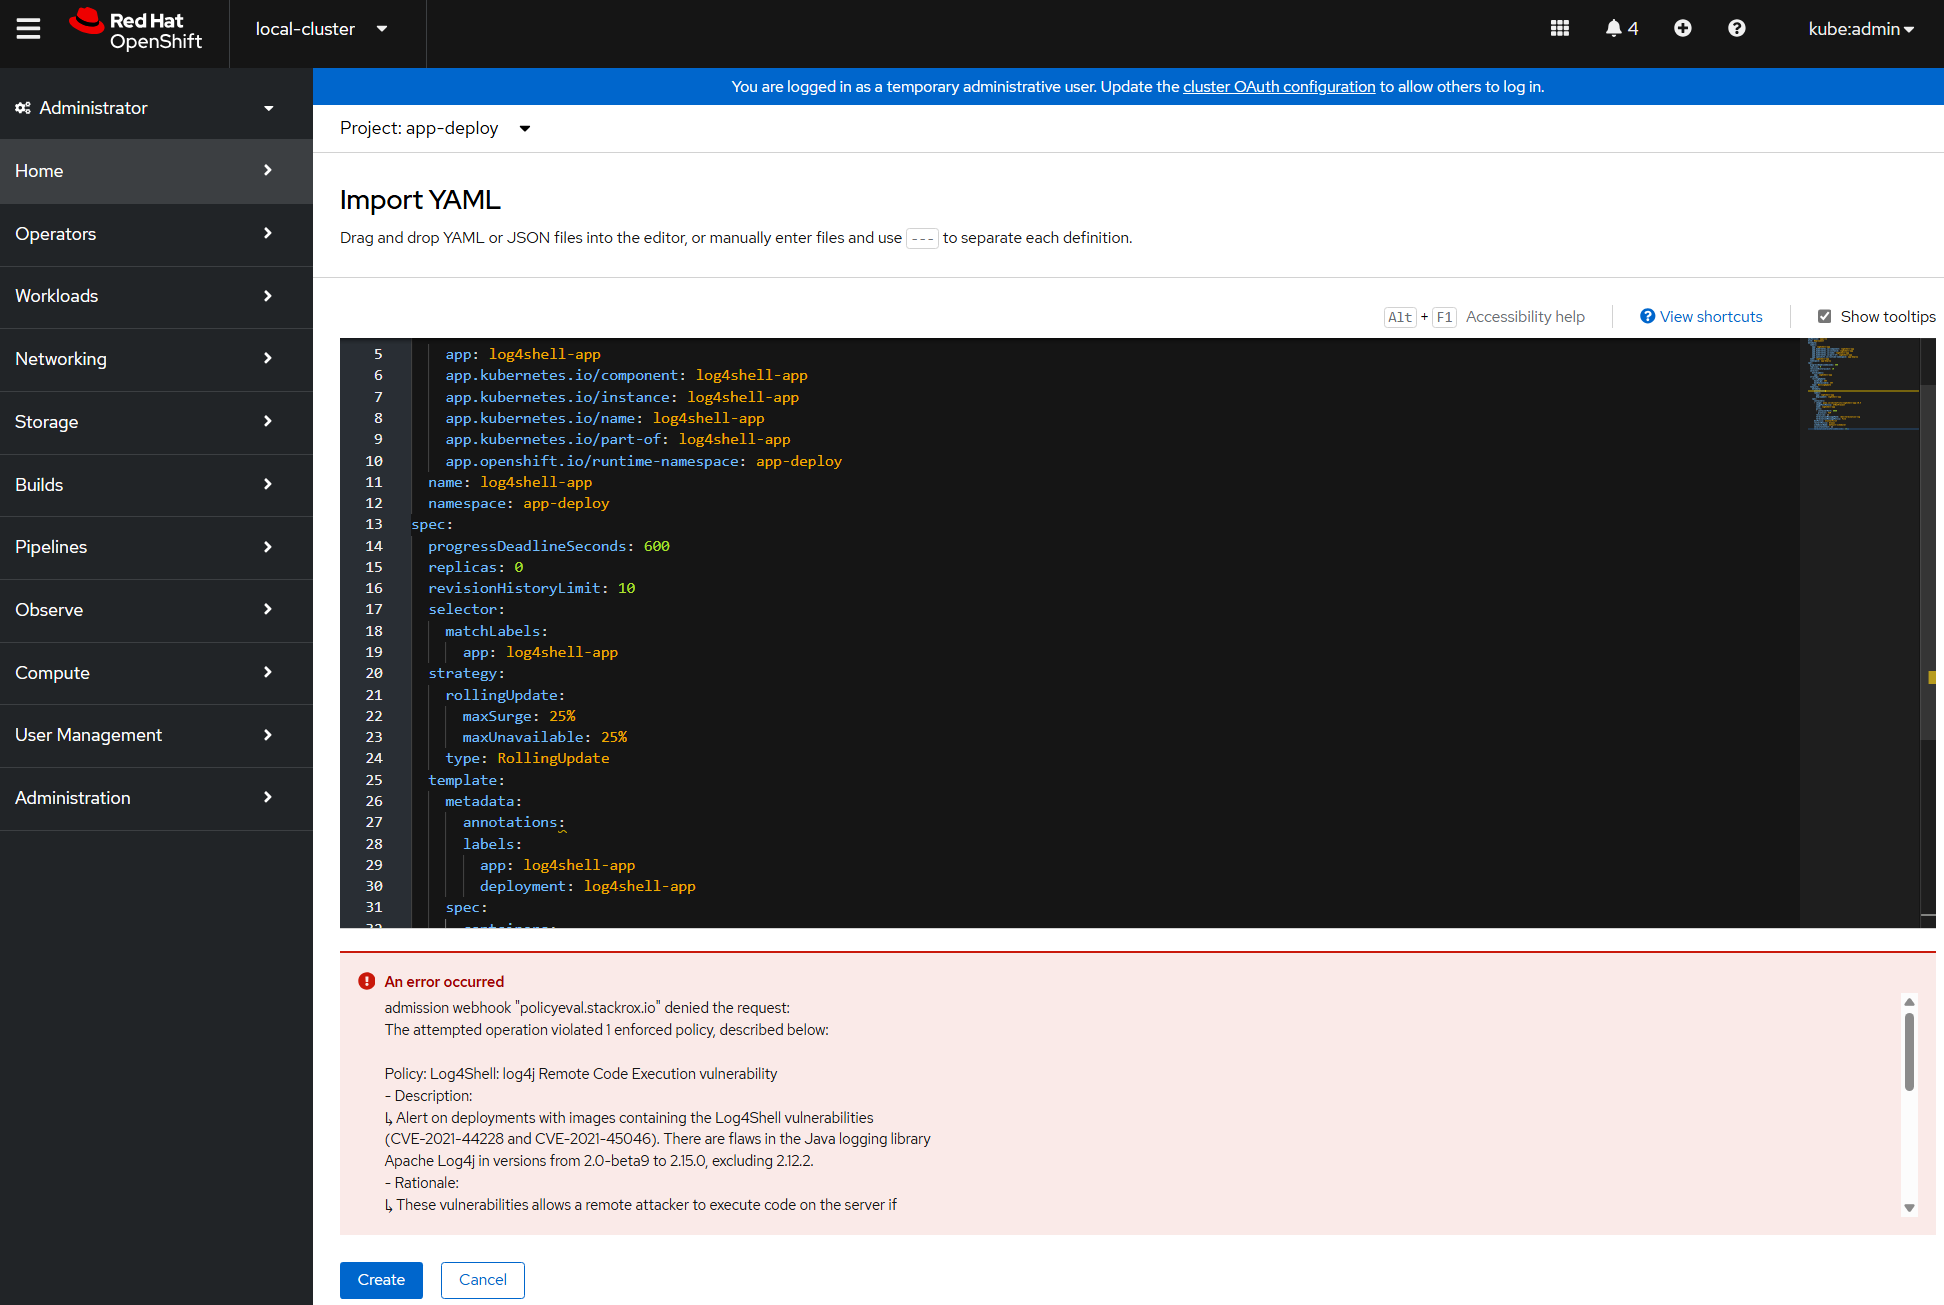 Red Hat
OpenShift
local-cluster
4
kube:admin
You are logged in as a temporary administrative user. Update the cluster OAuth configuration to allow others to log in.
Administrator
Home
Operators
Workloads
Networking
Storage
Builds
Pipelines
Observe
Compute
User Management
Administration
Project: app-deploy
Import YAML
Drag and drop YAML or JSON files into the editor, or manually enter files and use --- to separate each definition.
Alt + F1 Accessibility help
View shortcuts
Show tooltips
5 app: log4shell-app
6 app.kubernetes.io/component: log4shell-app
7 app.kubernetes.io/instance: log4shell-app
8 app.kubernetes.io/name: log4shell-app
9 app.kubernetes.io/part-of: log4shell-app
10 app.openshift.io/runtime-namespace: app-deploy
11 name: log4shell-app
12 namespace: app-deploy
13 spec:
14 progressDeadlineSeconds: 600
15 replicas: 0
16 revisionHistoryLimit: 10
17 selector:
18 matchLabels:
19 app: log4shell-app
20 strategy:
21 rollingUpdate:
22 maxSurge: 25%
23 maxUnavailable: 25%
24 type: RollingUpdate
25 template:
26 metadata:
27 annotations:
28 labels:
29 app: log4shell-app
30 deployment: log4shell-app
31 spec:
An error occurred
admission webhook "policyeval.stackrox.io" denied the request:
The attempted operation violated 1 enforced policy, described below:
Policy: Log4Shell: log4j Remote Code Execution vulnerability
- Description:
↳ Alert on deployments with images containing the Log4Shell vulnerabilities
(CVE-2021-44228 and CVE-2021-45046). There are flaws in the Java logging library
Apache Log4j in versions from 2.0-beta9 to 2.15.0, excluding 2.12.2.
- Rationale:
↳ These vulnerabilities allows a remote attacker to execute code on the server if
Create
Cancel